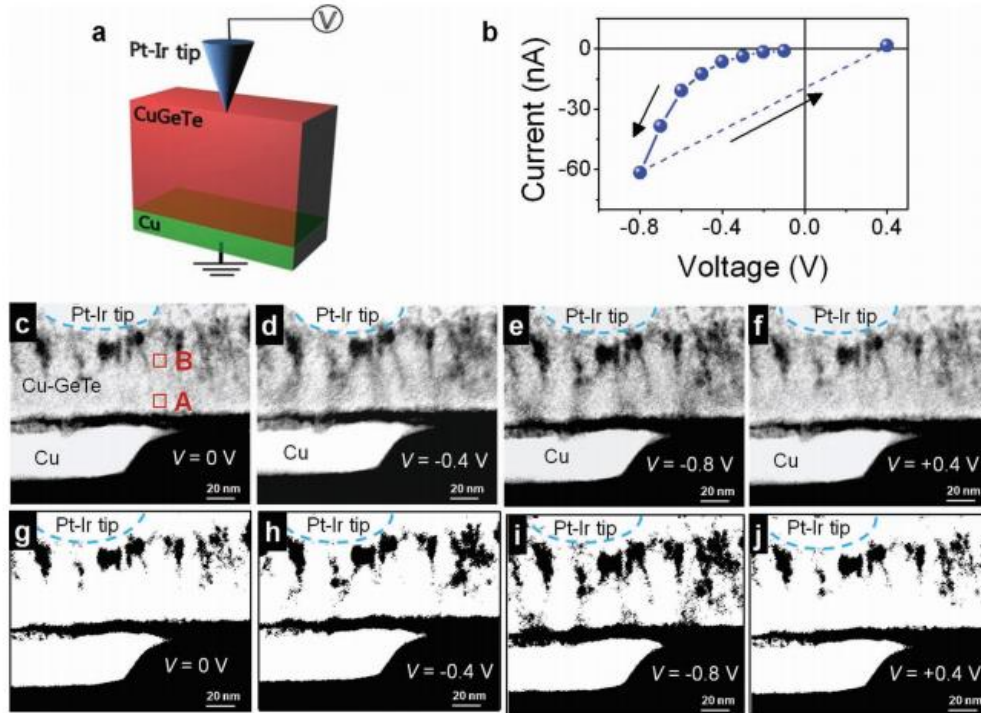 a
V
Pt-Ir tip
CuGeTe
Cu
b
Current (nA)
0
-30
-60
-0.8
-0.4
0.0
0.4
Voltage (V)
c
Pt-Ir tip
B
Cu-GeTe
A
Cu
V = 0 V
20 nm
d
Pt-Ir tip
Cu
V = -0.4 V
20 nm
e
Pt-Ir tip
Cu
V = -0.8 V
20 nm
f
Pt-Ir tip
Cu
V = +0.4 V
20 nm
g
Pt-Ir tip
V = 0 V
20 nm
h
Pt-Ir tip
V = -0.4 V
20 nm
i
Pt-Ir tip
V = -0.8 V
20 nm
j
Pt-Ir tip
V = +0.4 V
20 nm